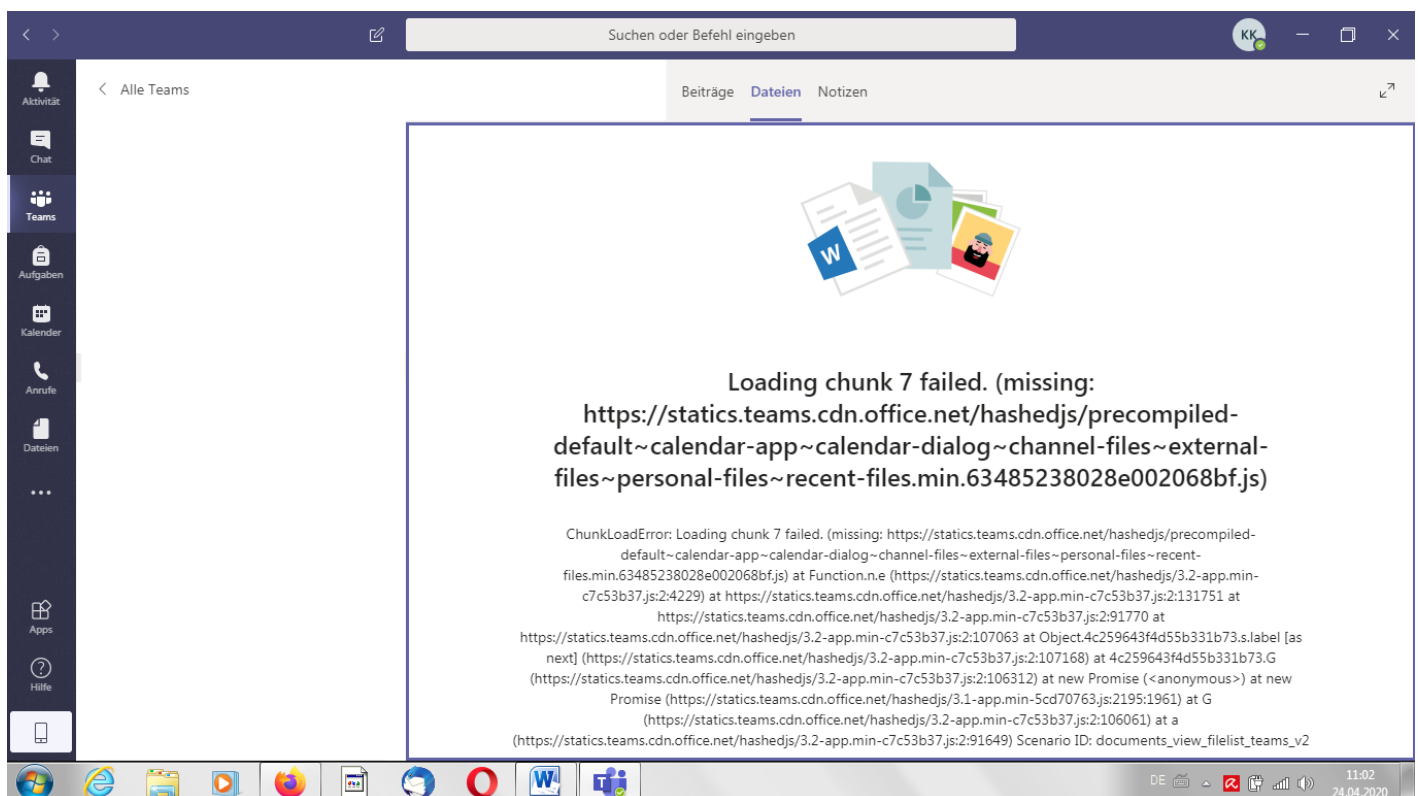 Suchen oder Befehl eingeben
KK
Aktivität
Alle Teams
Beiträge Dateien Notizen
Chat
Teams
Aufgaben
Kalender
Anrufe
Dateien
Apps
Hilfe
W
Loading chunk 7 failed. (missing:
https://statics.teams.cdn.office.net/hashedjs/precompiled-
default~calendar-app~calendar-dialog~channel-files~external-
files~personal-files~recent-files.min.63485238028e002068bf.js)
ChunkLoadError: Loading chunk 7 failed. (missing: https://statics.teams.cdn.office.net/hashedjs/precompiled-
default~calendar-app~calendar-dialog~channel-files~external-files~personal-files~recent-
files.min.63485238028e002068bf.js) at Function.n.e (https://statics.teams.cdn.office.net/hashedjs/3.2-app.min-
c7c53b37.js:2:4229) at https://statics.teams.cdn.office.net/hashedjs/3.2-app.min-c7c53b37.js:2:131751 at
https://statics.teams.cdn.office.net/hashedjs/3.2-app.min-c7c53b37.js:2:91770 at
https://statics.teams.cdn.office.net/hashedjs/3.2-app.min-c7c53b37.js:2:107063 at Object.4c259643f4d55b331b73.s.label [as
next] (https://statics.teams.cdn.office.net/hashedjs/3.2-app.min-c7c53b37.js:2:107168) at 4c259643f4d55b331b73.G
(https://statics.teams.cdn.office.net/hashedjs/3.2-app.min-c7c53b37.js:2:106312) at new Promise (<anonymous>) at new
Promise (https://statics.teams.cdn.office.net/hashedjs/3.1-app.min-5cd70763.js:2195:1961) at G
(https://statics.teams.cdn.office.net/hashedjs/3.2-app.min-c7c53b37.js:2:106061) at a
(https://statics.teams.cdn.office.net/hashedjs/3.2-app.min-c7c53b37.js:2:91649) Scenario ID: documents_view_filelist_teams_v2
W
DE
11:02
24.04.2020